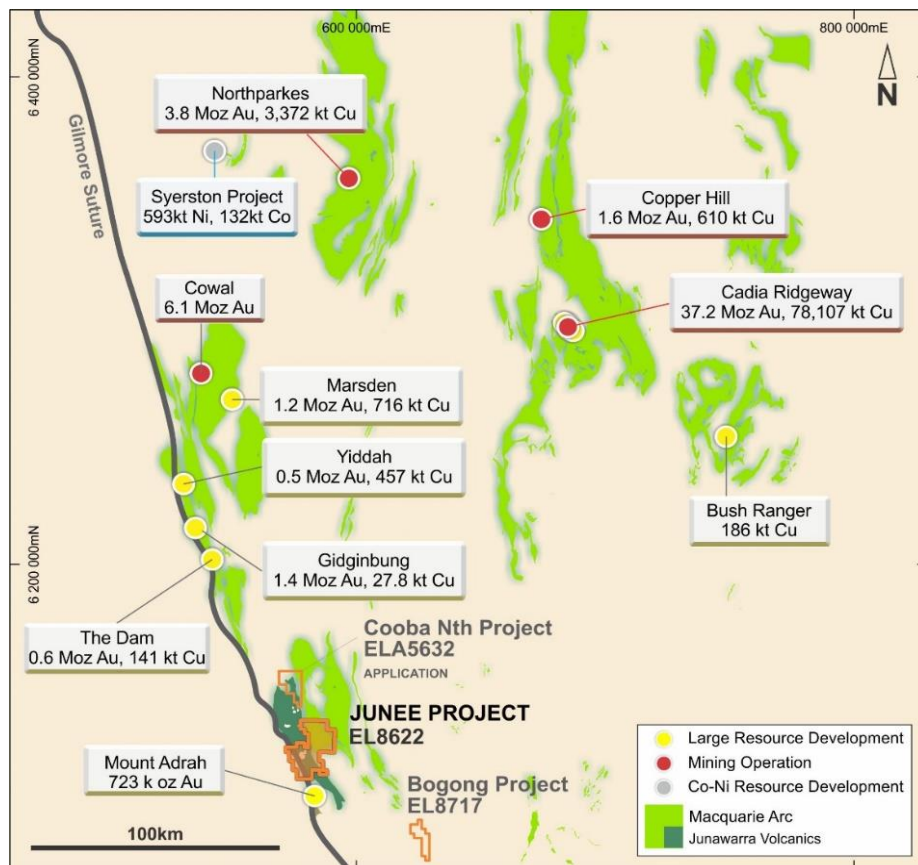 600 000mE
800 000mE
6 400 000mN
N
Gilmore Suture
Northparkes
3.8 Moz Au, 3,372 kt Cu
Syerston Project
593kt Ni, 132kt Co
Copper Hill
1.6 Moz Au, 610 kt Cu
Cowal
6.1 Moz Au
Cadia Ridgeway
37.2 Moz Au, 78,107 kt Cu
Marsden
1.2 Moz Au, 716 kt Cu
Yiddah
0.5 Moz Au, 457 kt Cu
Bush Ranger
186 kt Cu
6 200 000mN
Gidginbung
1.4 Moz Au, 27.8 kt Cu
The Dam
0.6 Moz Au, 141 kt Cu
Cooba Nth Project
ELA5632
APPLICATION
JUNEE PROJECT
EL8622
Mount Adrah
723 k oz Au
Bogong Project
EL8717
100km
Large Resource Development
Mining Operation
Co-Ni Resource Development
Macquarie Arc
Junawarra Volcanics